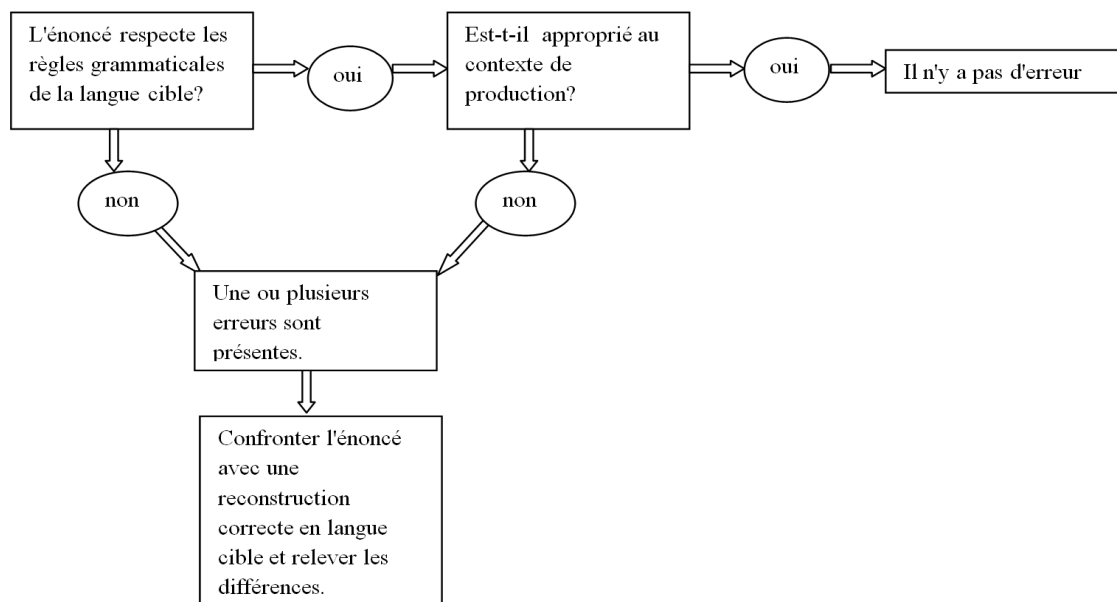 L'énoncé respecte les
règles grammaticales
de la langue cible?
oui
Est-t-il approprié au
contexte de
production?
oui
Il n'y a pas d'erreur
non
non
Une ou plusieurs
erreurs sont
présentes.
Confronter l'énoncé
avec une
reconstruction
correcte en langue
cible et relever les
différences.